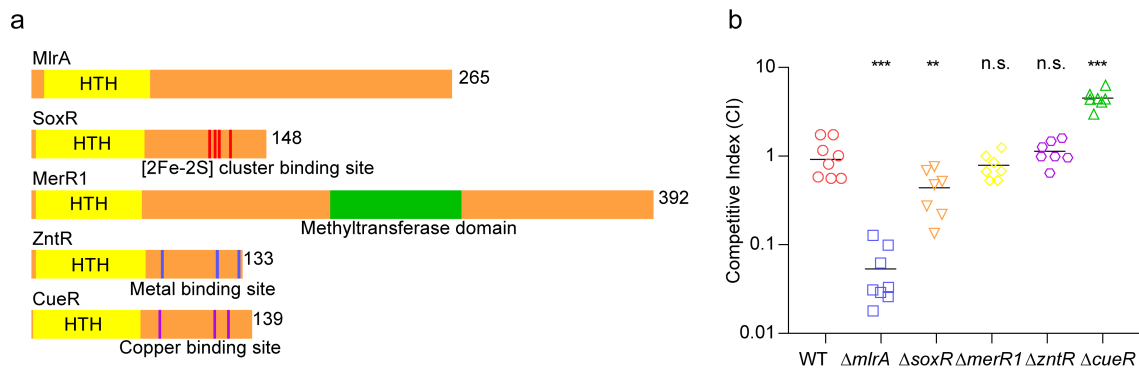 a
MlrA
HTH
265
SoxR
HTH
148
[2Fe-2S] cluster binding site
MerR1
HTH
392
Methyltransferase domain
ZntR
HTH
133
Metal binding site
CueR
HTH
139
Copper binding site
b
*** ** n.s. n.s. ***
Competitive Index (CI)
10
1
0.1
0.01
WT ΔmlrA ΔsoxR ΔmerR1 ΔzntR ΔcueR